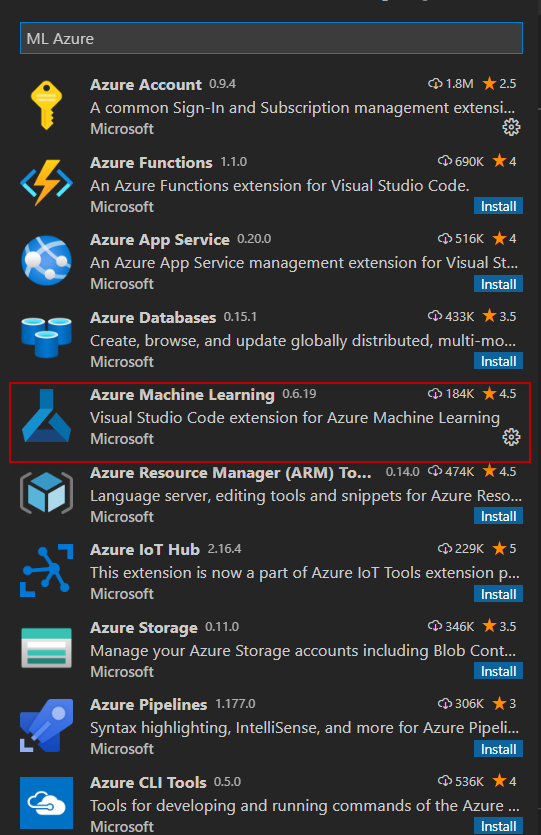 ML Azure
Azure Account 0.9.4 1.8M 2.5
A common Sign-In and Subscription management extensi...
Microsoft
Azure Functions 1.1.0 690K 4
An Azure Functions extension for Visual Studio Code.
Microsoft Install
Azure App Service 0.20.0 516K 4
An Azure App Service management extension for Visual St...
Microsoft Install
Azure Databases 0.15.1 433K 3.5
Create, browse, and update globally distributed, multi-mo...
Microsoft Install
Azure Machine Learning 0.6.19 184K 4.5
Visual Studio Code extension for Azure Machine Learning
Microsoft
Azure Resource Manager (ARM) To... 0.14.0 474K 4.5
Language server, editing tools and snippets for Azure Reso...
Microsoft Install
Azure IoT Hub 2.16.4 229K 5
This extension is now a part of Azure IoT Tools extension p...
Microsoft Install
Azure Storage 0.11.0 346K 3.5
Manage your Azure Storage accounts including Blob Cont...
Microsoft Install
Azure Pipelines 1.177.0 306K 3
Syntax highlighting, IntelliSense, and more for Azure Pipeli...
Microsoft Install
Azure CLI Tools 0.5.0 536K 4
Tools for developing and running commands of the Azure ...
Microsoft Install